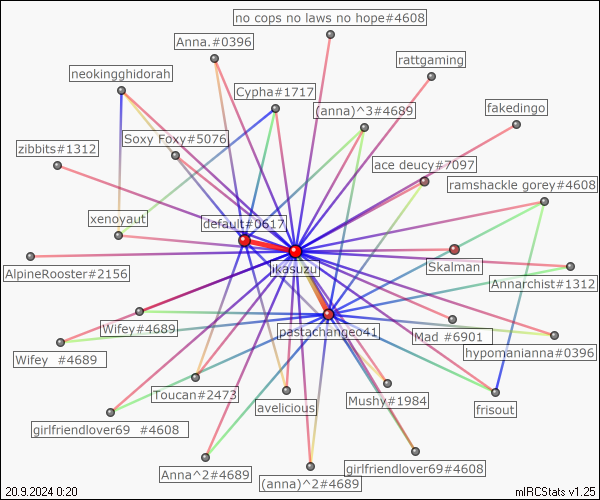 no cops no laws no hope#4608
Anna.#0396
rattgaming
neokingghidorah
Cypha#1717
(anna)^3#4689
fakedingo
Soxy Foxy#5076
zibbits#1312
ace deucy#7097
ramshackle gorey#4608
xenoyaut
default#0617
ikasuzu
Skalman
AlpineRooster#2156
Annarchist#1312
Wifey#4689
pastachangeo41
Mad #6901
Wifey #4689
hypomanianna#0396
Toucan#2473
avelicious
Mushy#1984
frisout
girlfriendlover69 #4608
Anna^2#4689
(anna)^2#4689
girlfriendlover69#4608
20.9.2024 0:20
mIRCStats v1.25